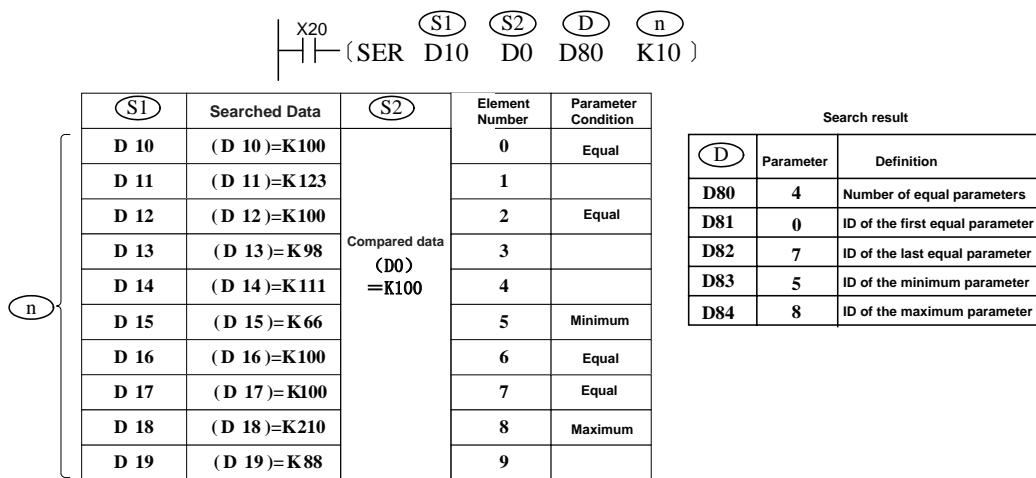 X20
S1 S2 D n
SER D10 D0 D80 K10
S1 Searched Data S2 Element Number Parameter Condition
D 10 (D 10)=K100 0 Equal
D 11 (D 11)=K123 1
D 12 (D 12)=K100 2 Equal
D 13 (D 13)=K98 3
D 14 (D 14)=K111 4
D 15 (D 15)=K66 5 Minimum
D 16 (D 16)=K100 6 Equal
D 17 (D 17)=K100 7 Equal
D 18 (D 18)=K210 8 Maximum
D 19 (D 19)=K88 9
Compared data
(D0)
=K100
n
Search result
D Parameter Definition
D80 4 Number of equal parameters
D81 0 ID of the first equal parameter
D82 7 ID of the last equal parameter
D83 5 ID of the minimum parameter
D84 8 ID of the maximum parameter